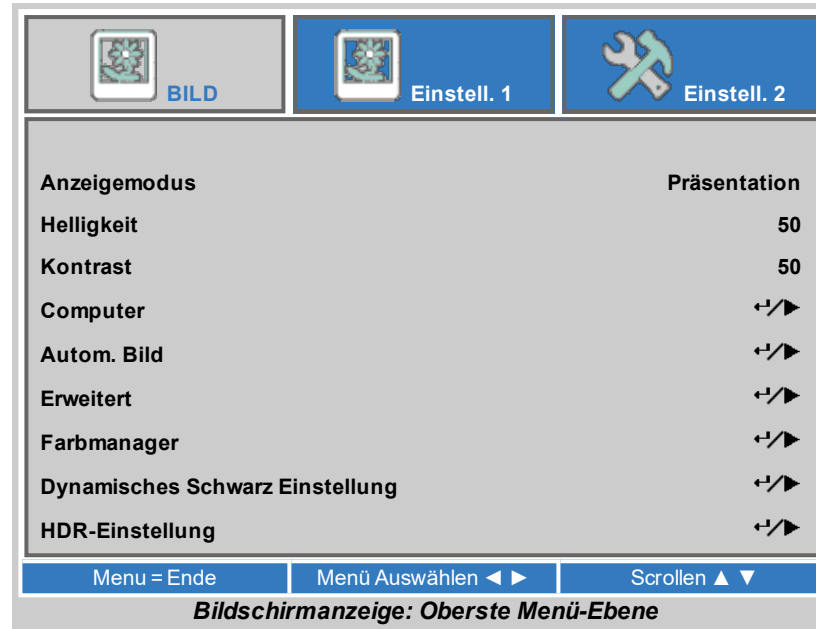 BILD Einstell. 1 Einstell. 2
Anzeigemodus Präsentation
Helligkeit 50
Kontrast 50
Computer ↵/▶
Autom. Bild ↵/▶
Erweitert ↵/▶
Farbmanager ↵/▶
Dynamisches Schwarz Einstellung ↵/▶
HDR-Einstellung ↵/▶
Menu = Ende Menü Auswählen ◄ ► Scrollen ▲ ▼
Bildschirmanzeige: Oberste Menü-Ebene